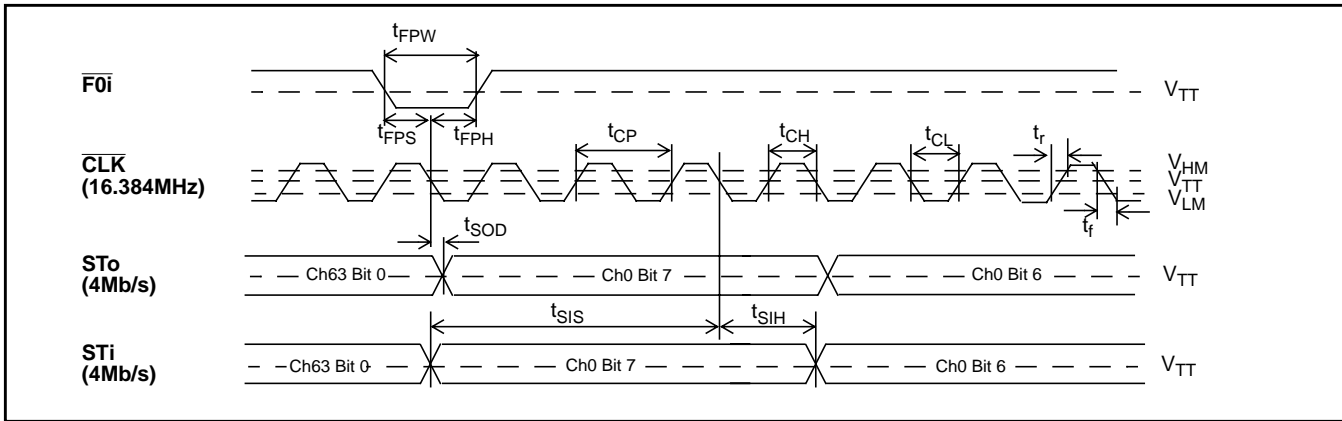 tFPW
F0i
VTT
tFPS
tFPH
tCP
tCH
tCL
tr
CLK
(16.384MHz)
VHM
VTT
VLM
tf
tSOD
STo
(4Mb/s)
Ch63 Bit 0
Ch0 Bit 7
Ch0 Bit 6
VTT
tSIS
tSIH
STi
(4Mb/s)
Ch63 Bit 0
Ch0 Bit 7
Ch0 Bit 6
VTT